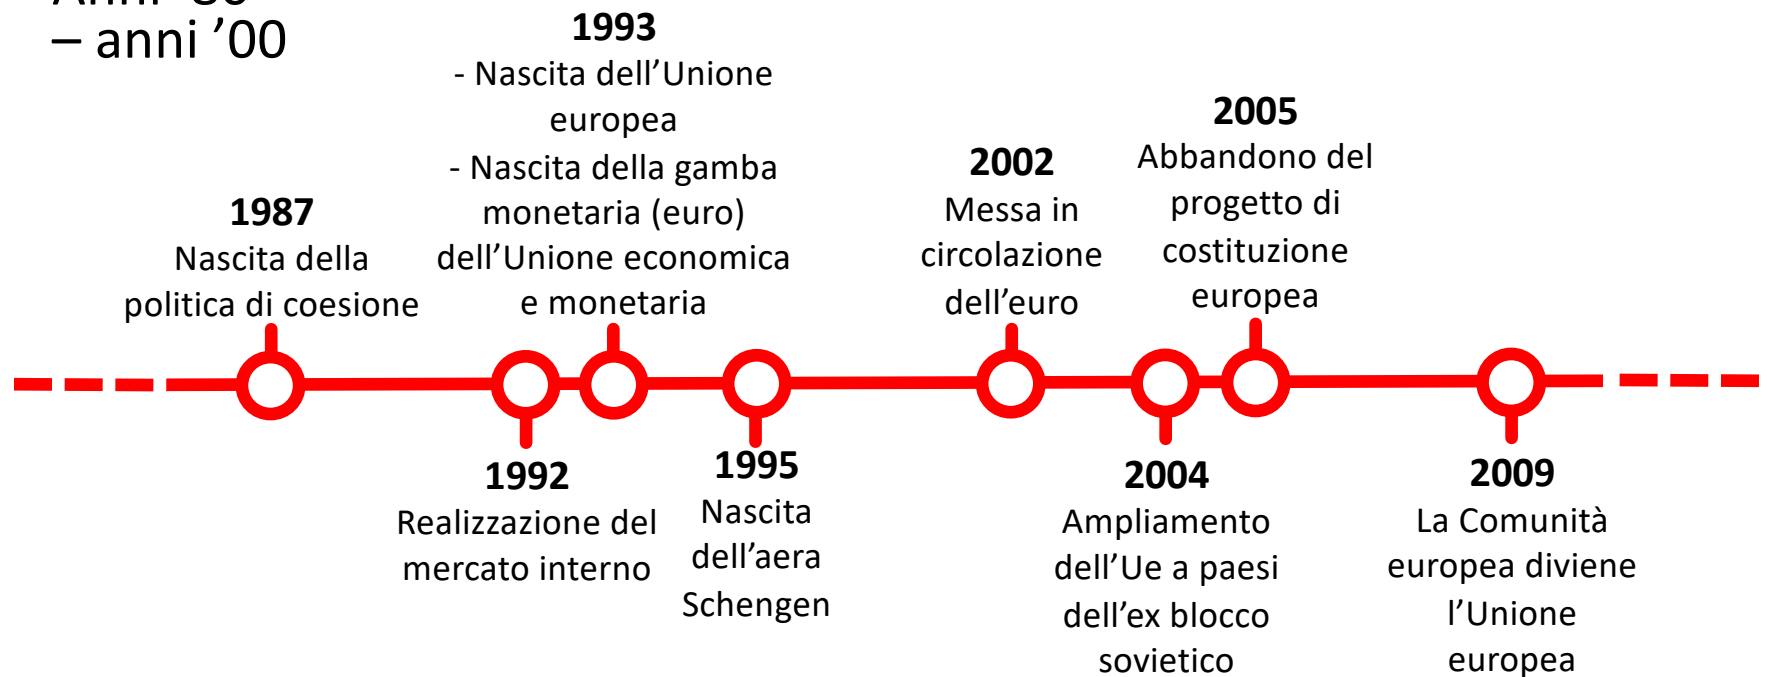 – anni ’00
1987
Nascita della
politica di coesione
1993
- Nascita dell’Unione
europea
- Nascita della gamba
monetaria (euro)
dell’Unione economica
e monetaria
2002
Messa in
circolazione
dell’euro
2005
Abbandono del
progetto di
costituzione
europea
1992
Realizzazione del
mercato interno
1995
Nascita
dell’aera
Schengen
2004
Ampliamento
dell’Ue a paesi
dell’ex blocco
sovietico
2009
La Comunità
europea diviene
l’Unione
europea